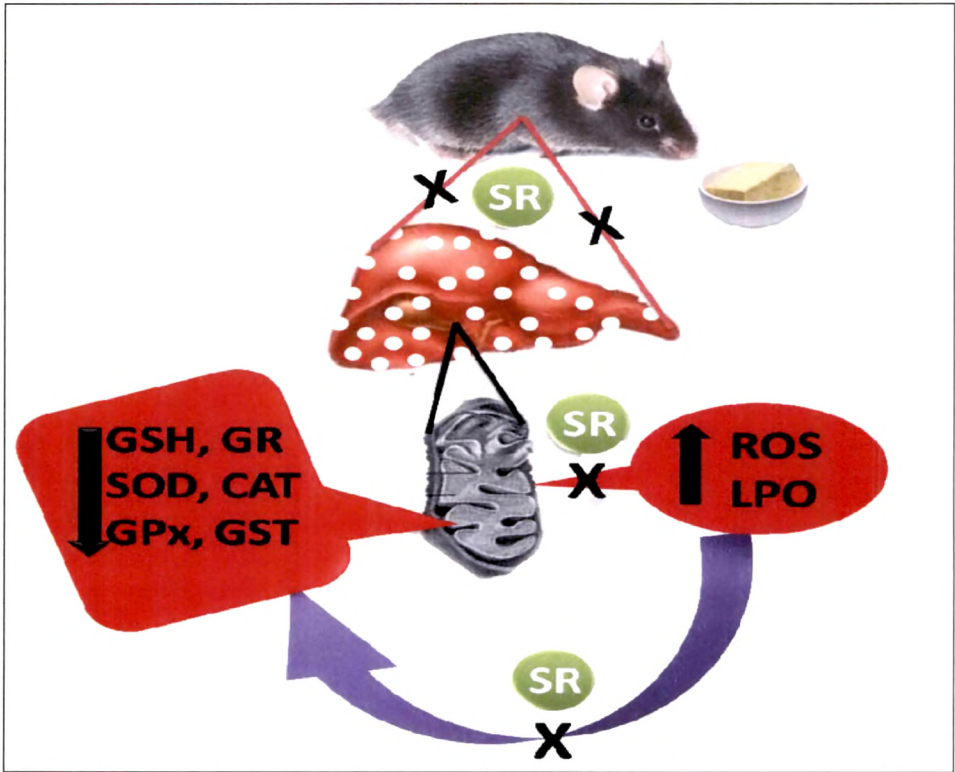 X
SR
X
SR
X
GSH, GR
SOD, CAT
GPx, GST
ROS
LPO
SR
X